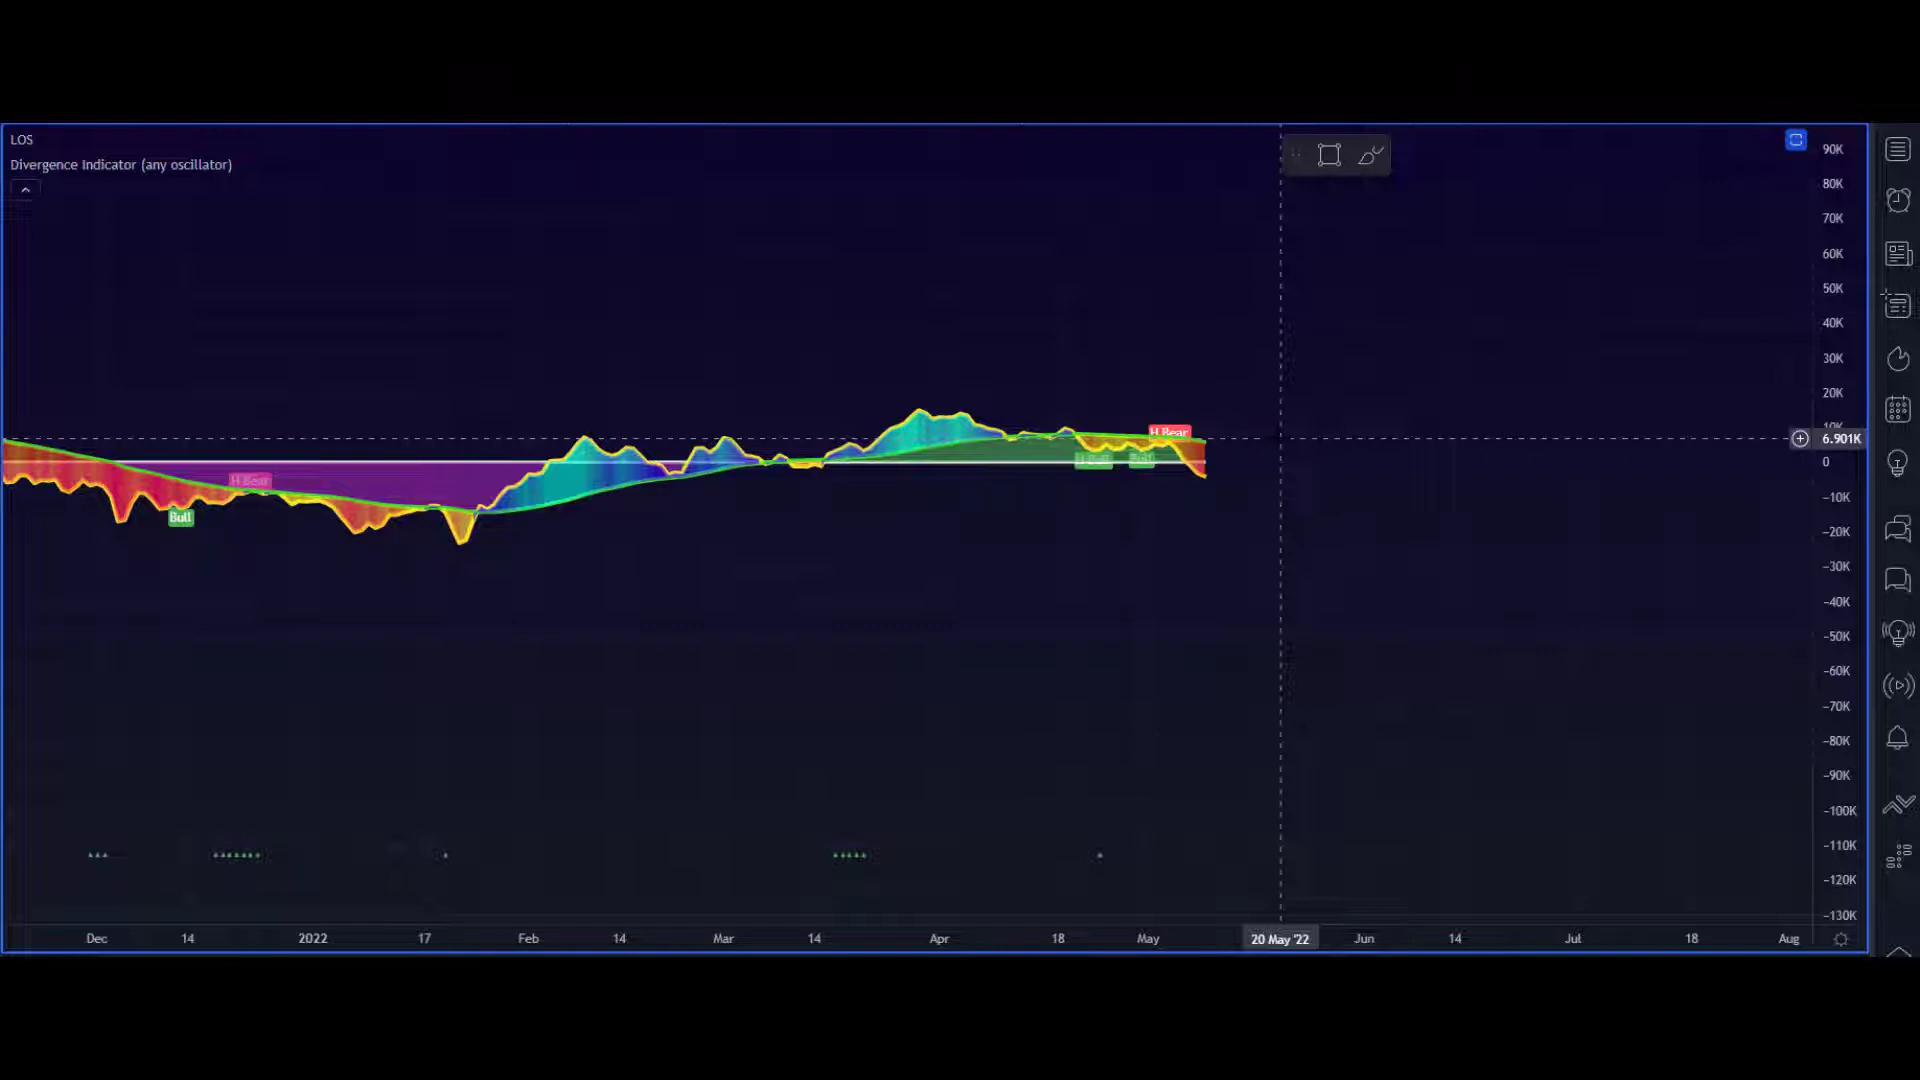 LOS
Divergence Indicator (any oscillator)
90K
80K
70K
60K
50K
40K
30K
20K
H Bear
6.901K
Bull
0
H Bear
−10K
Bull
−20K
−30K
−40K
−50K
−60K
−70K
−80K
−90K
−100K
−110K
−120K
−130K
Dec 14 2022 17 Feb 14 Mar 14 Apr 18 May 20 May '22 Jun 14 Jul 18 Aug